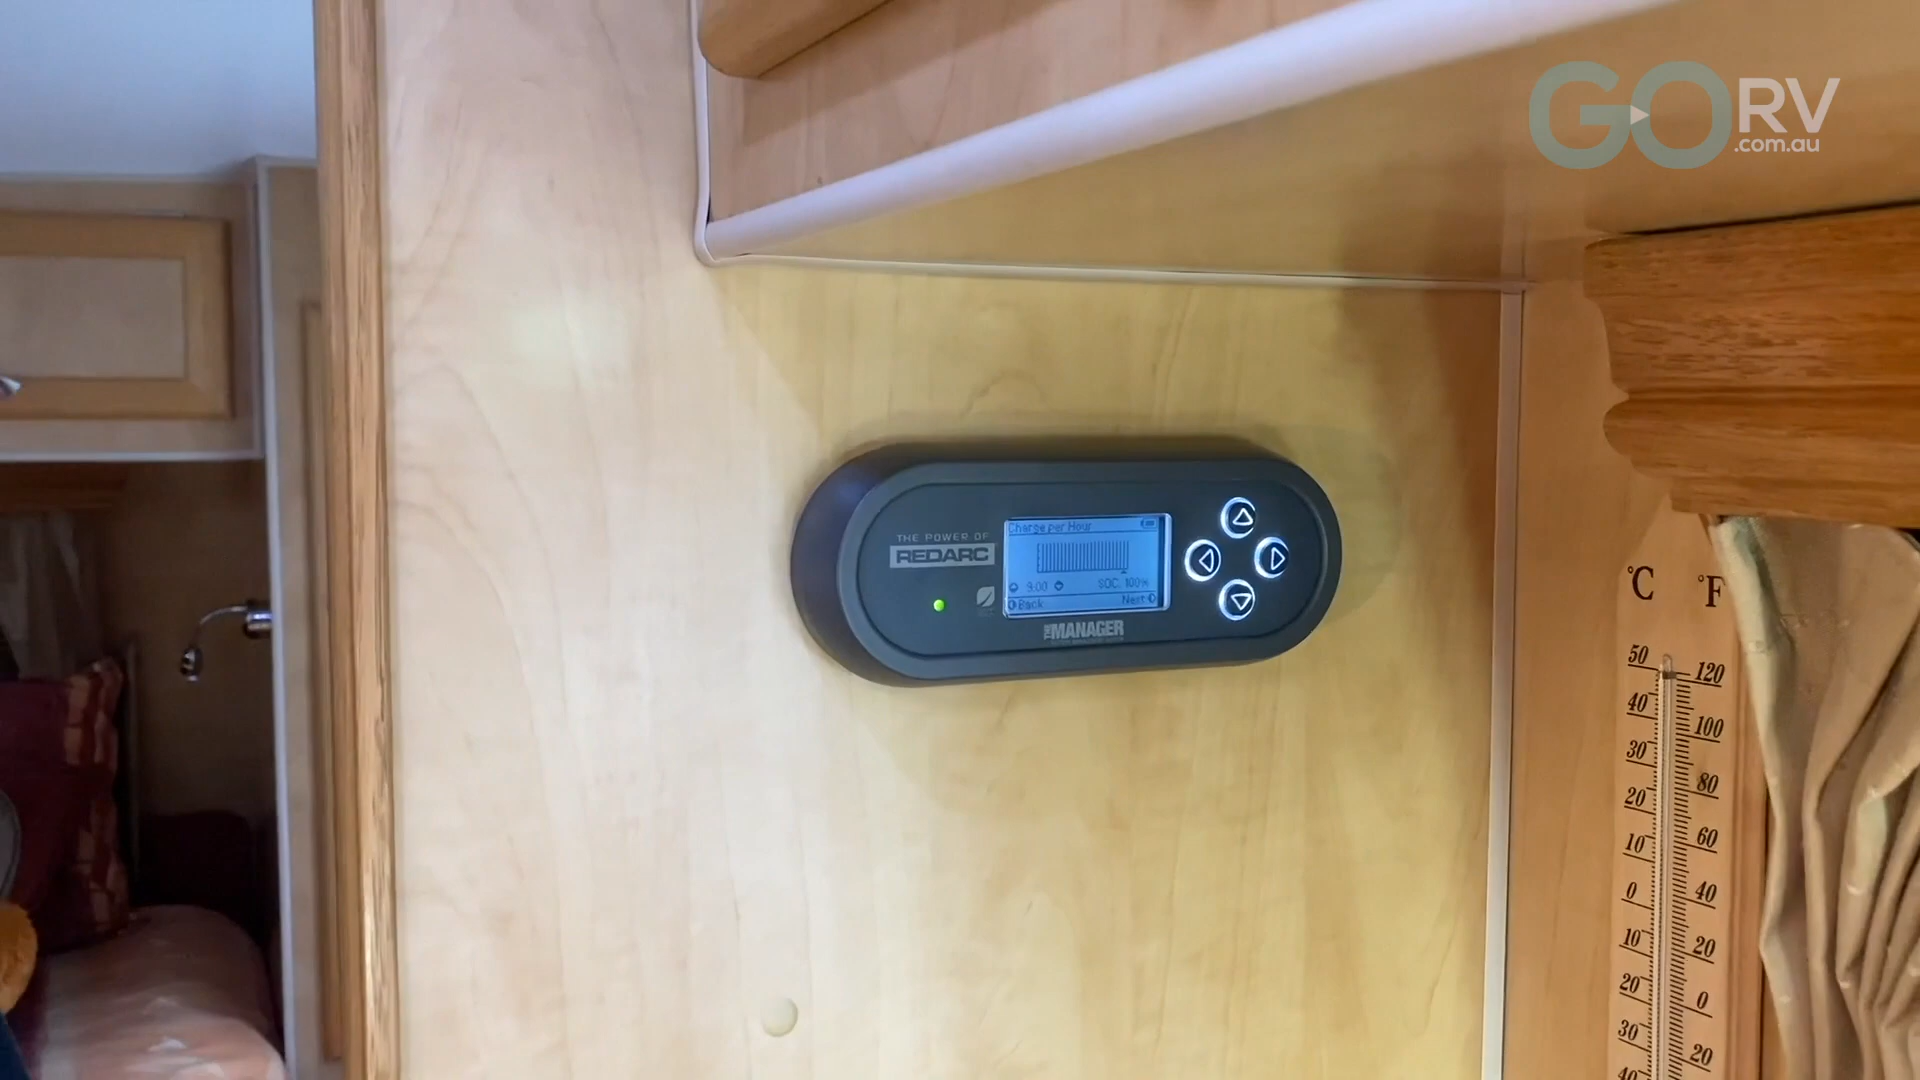 GO RV
.com.au
THE POWER OF
REDARC
Charge per Hour
9:00 SOC: 100%
Back Next
THE MANAGER
°C °F
50 120
40 100
30
20 80
10 60
0 40
10 20
20 0
30 20
40